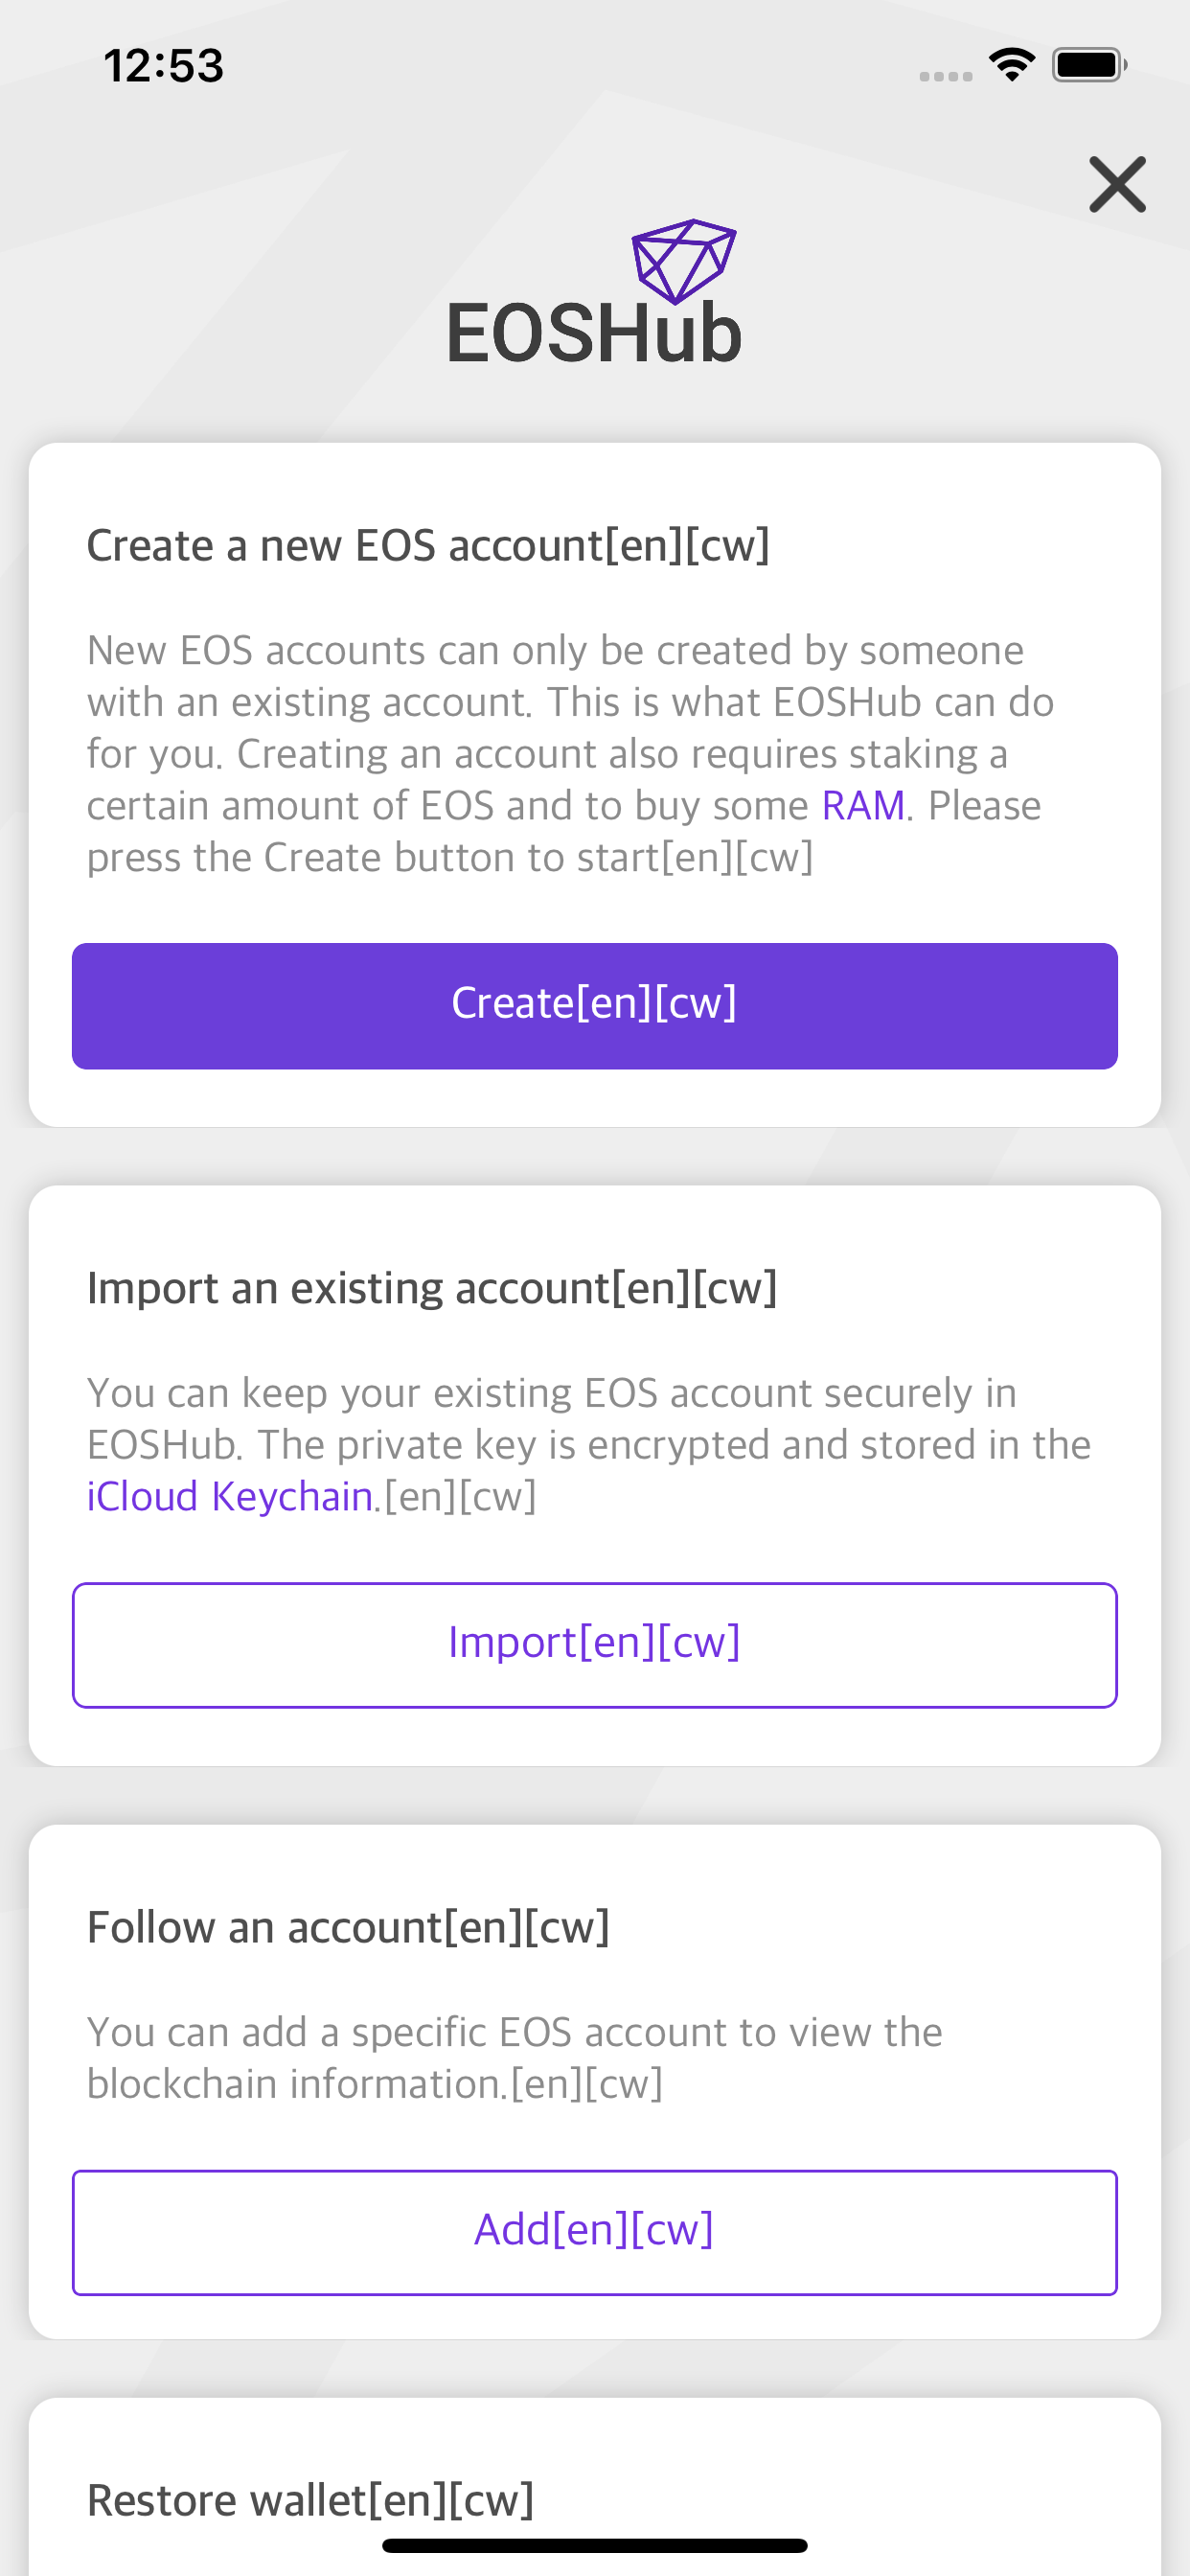 12:53
EOSHub
Create a new EOS account[en][cw]
New EOS accounts can only be created by someone
with an existing account. This is what EOSHub can do
for you. Creating an account also requires staking a
certain amount of EOS and to buy some RAM. Please
press the Create button to start[en][cw]
Create[en][cw]
Import an existing account[en][cw]
You can keep your existing EOS account securely in
EOSHub. The private key is encrypted and stored in the
iCloud Keychain.[en][cw]
Import[en][cw]
Follow an account[en][cw]
You can add a specific EOS account to view the
blockchain information.[en][cw]
Add[en][cw]
Restore wallet[en][cw]